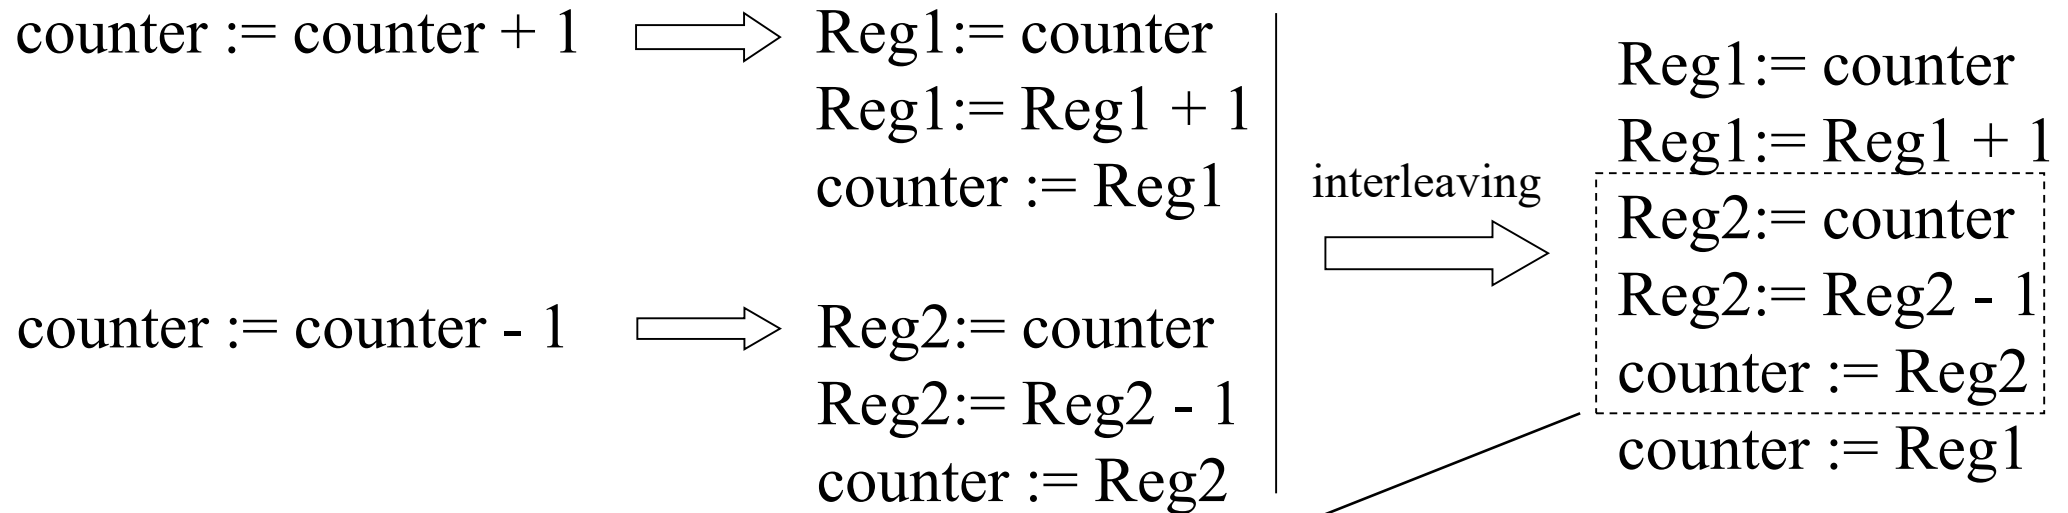 counter := counter + 1
Reg1:= counter
Reg1:= Reg1 + 1
counter := Reg1
counter := counter - 1
Reg2:= counter
Reg2:= Reg2 - 1
counter := Reg2
interleaving
Reg1:= counter
Reg1:= Reg1 + 1
Reg2:= counter
Reg2:= Reg2 - 1
counter := Reg2
counter := Reg1